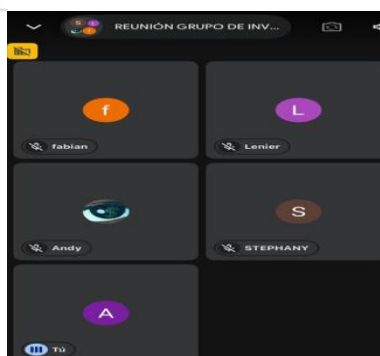 REUNIÓN GRUPO DE INV...
f
L
fabian
Lenier
S
Andy
STEPHANY
A
Tú